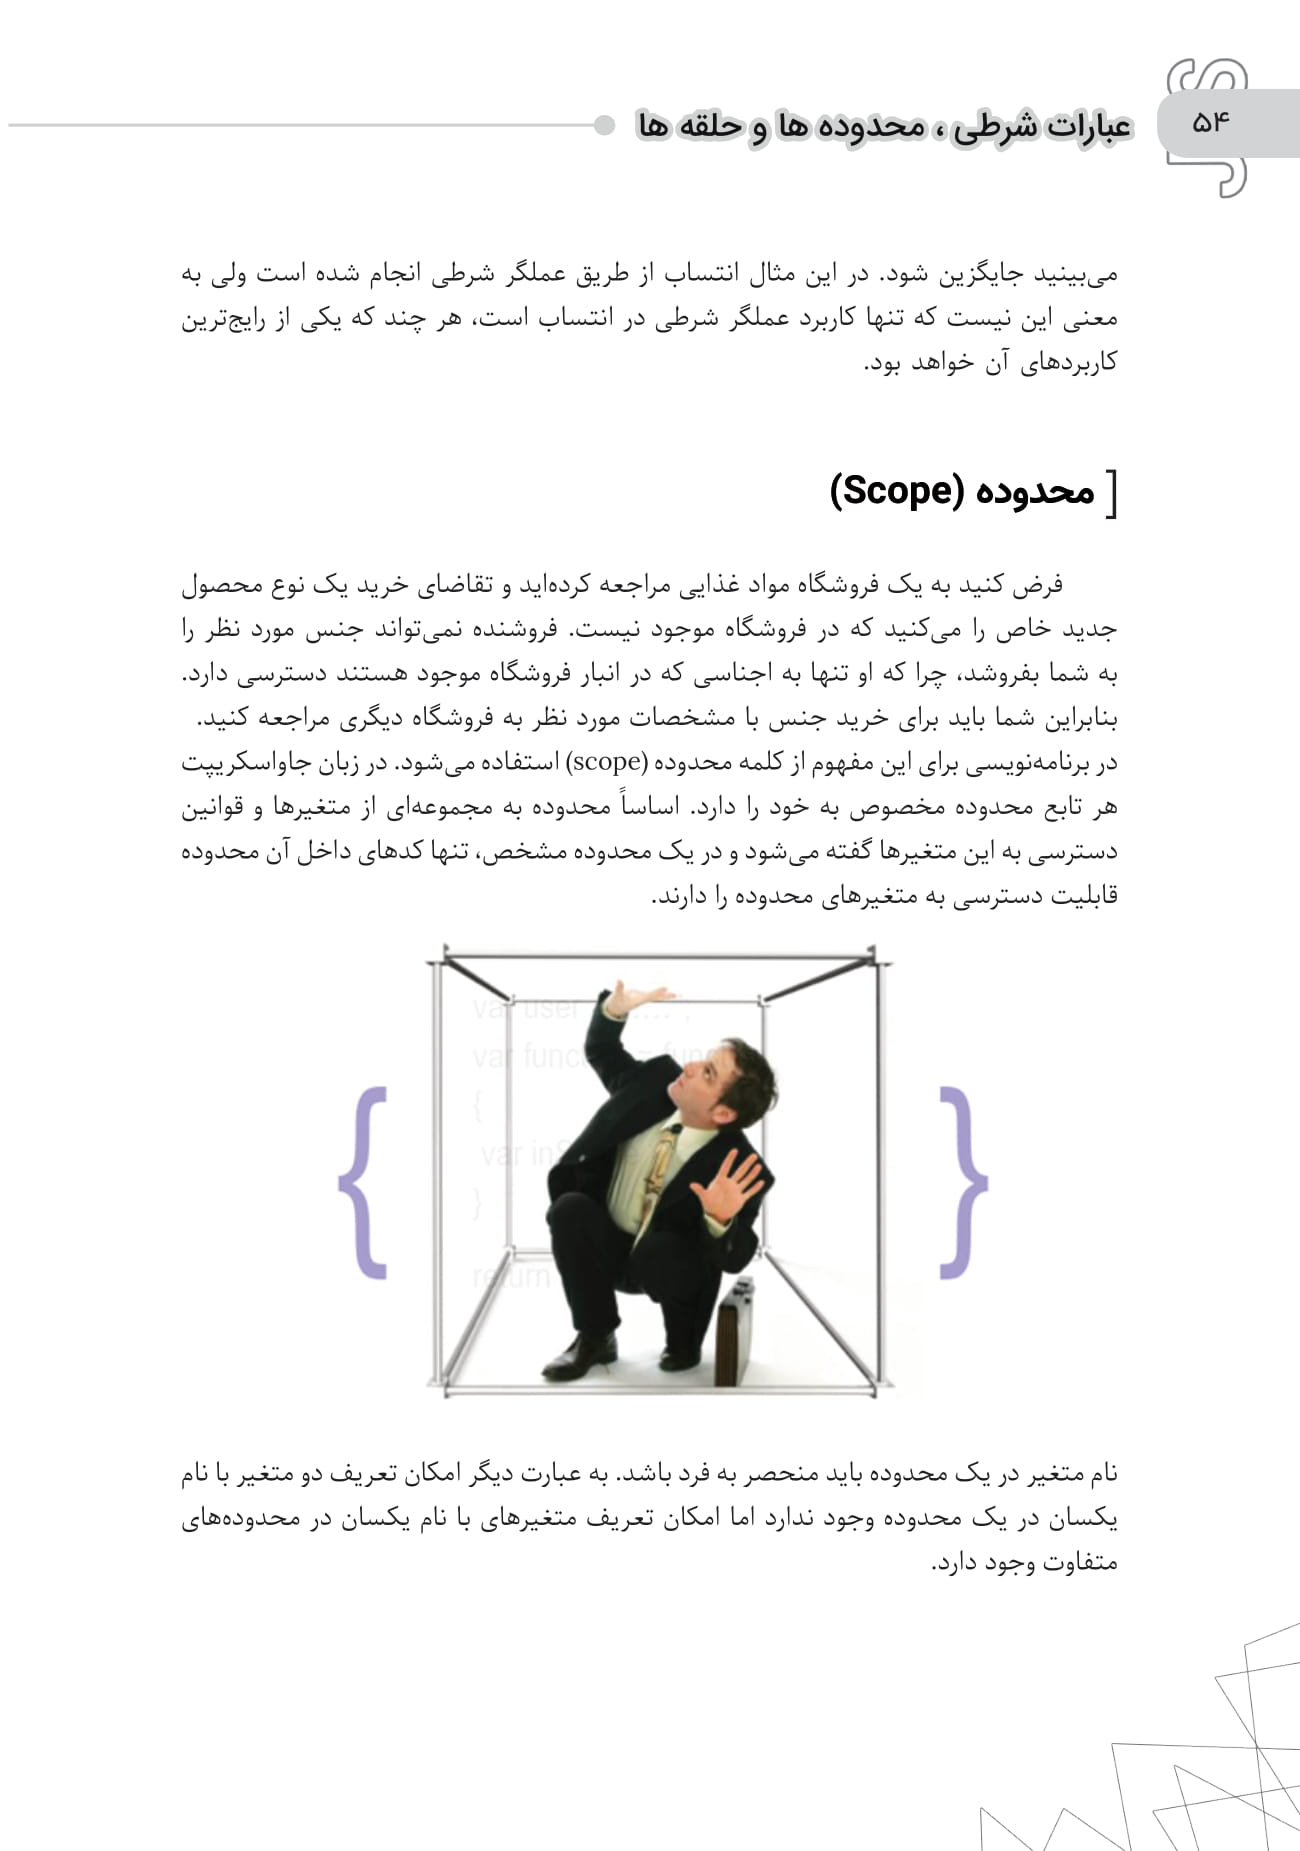 ۵۴
عبارات شرطی ، محدوده ها و حلقه ها
می‌بینید جایگزین شود. در این مثال انتساب از طریق عملگر شرطی انجام شده است ولی به
معنی این نیست که تنها کاربرد عملگر شرطی در انتساب است، هر چند که یکی از رایج‌ترین
کاربردهای آن خواهد بود.
[ محدوده (Scope)
فرض کنید به یک فروشگاه مواد غذایی مراجعه کرده‌اید و تقاضای خرید یک نوع محصول
جدید خاص را می‌کنید که در فروشگاه موجود نیست. فروشنده نمی‌تواند جنس مورد نظر را
به شما بفروشد، چرا که او تنها به اجناسی که در انبار فروشگاه موجود هستند دسترسی دارد.
بنابراین شما باید برای خرید جنس با مشخصات مورد نظر به فروشگاه دیگری مراجعه کنید.
در برنامه‌نویسی برای این مفهوم از کلمه محدوده (scope) استفاده می‌شود. در زبان جاواسکریپت
هر تابع محدوده مخصوص به خود را دارد. اساساً محدوده به مجموعه‌ای از متغیرها و قوانین
دسترسی به این متغیرها گفته می‌شود و در یک محدوده مشخص، تنها کدهای داخل آن محدوده
قابلیت دسترسی به متغیرهای محدوده را دارند.
var user
var
{
var
}
{ }
نام متغیر در یک محدوده باید منحصر به فرد باشد. به عبارت دیگر امکان تعریف دو متغیر با نام
یکسان در یک محدوده وجود ندارد اما امکان تعریف متغیرهای با نام یکسان در محدوده‌های
متفاوت وجود دارد.